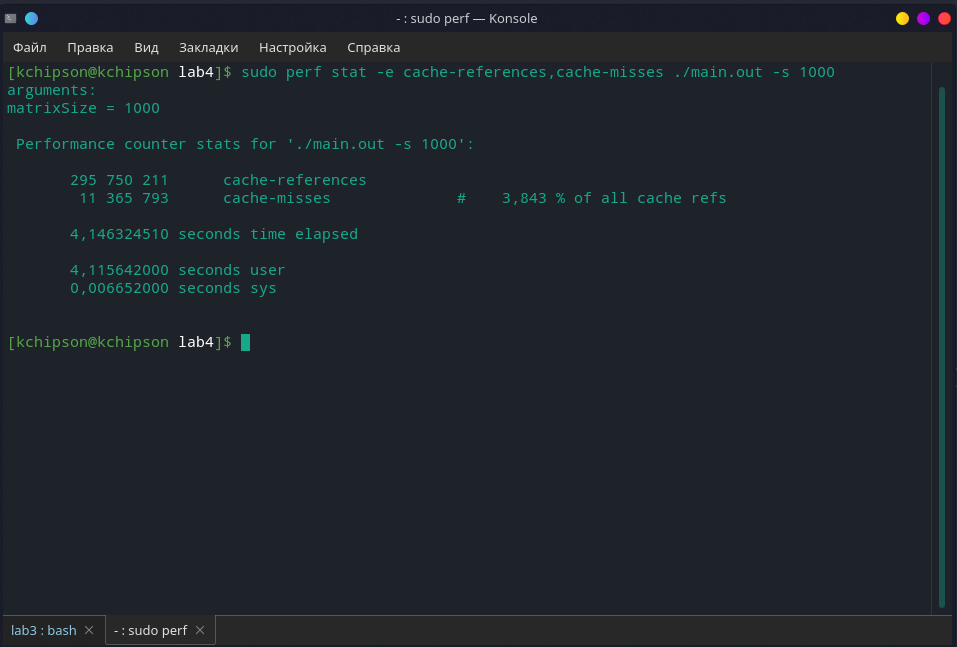 - : sudo perf — Konsole
Файл Правка Вид Закладки Настройка Справка
[kchipson@kchipson lab4]$ sudo perf stat -e cache-references,cache-misses ./main.out -s 1000
arguments:
matrixSize = 1000
Performance counter stats for './main.out -s 1000':
295 750 211 cache-references
11 365 793 cache-misses # 3,843 % of all cache refs
4,146324510 seconds time elapsed
4,115642000 seconds user
0,006652000 seconds sys
[kchipson@kchipson lab4]$
lab3 : bash - : sudo perf